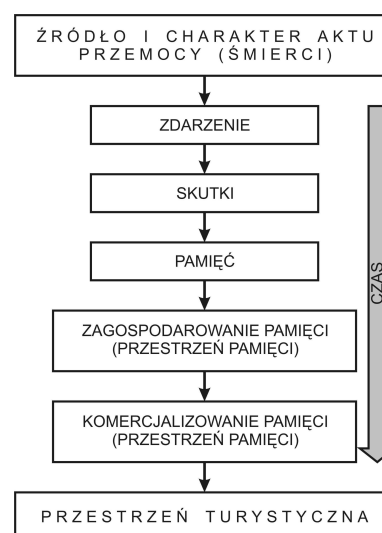 ŹRÓDŁO I CHARAKTER AKTU
PRZEMOCY (ŚMIERCI)
ZDARZENIE
SKUTKI
PAMIĘĆ
CZAS
ZAGOSPODAROWANIE PAMIĘCI
(PRZESTRZEŃ PAMIĘCI)
KOMERCJALIZOWANIE PAMIĘCI
(PRZESTRZEŃ PAMIĘCI)
PRZESTRZEŃ TURYSTYCZNA